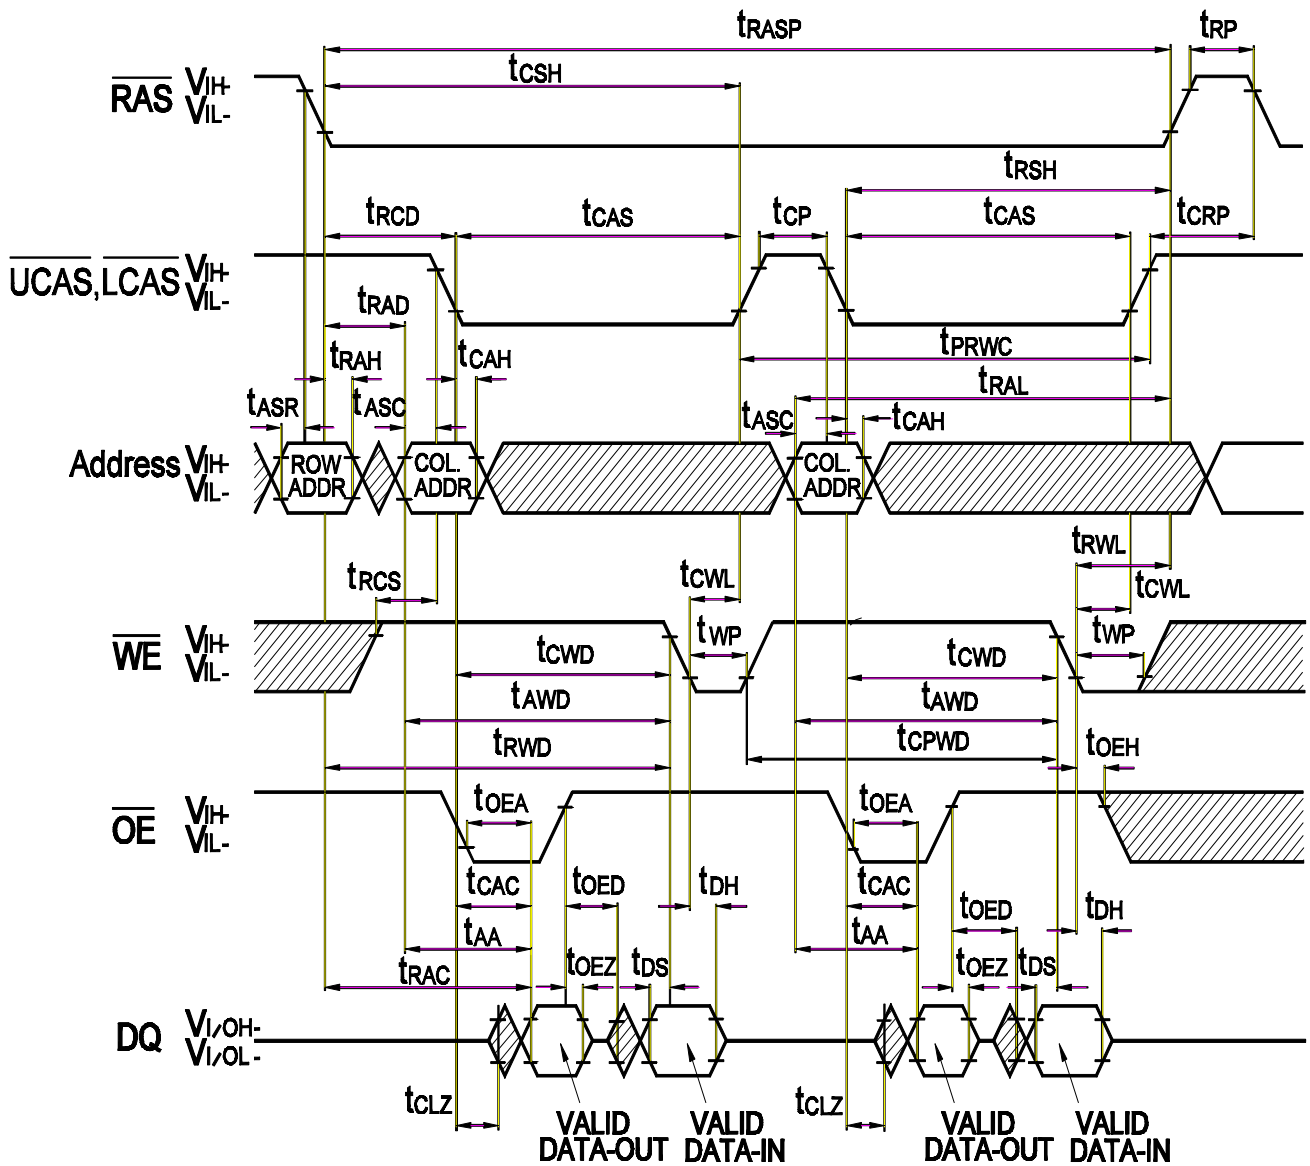 tRASP tRP
tCSH
RAS VIH-
VIL-
tRSH
tRCD tCAS tCP tCAS tCRP
UCAS,LCAS VIH-
VIL-
tRAD
tPRWC
tRAH tCAH
tRAL
tASR tASC tASC tCAH
Address VIH-
VIL-
ROW
ADDR
COL.
ADDR
COL.
ADDR
tRWL
tRCS tCWL tCWL
WE VIH-
VIL-
tWP tWP
tCWD tCWD
tAWD tAWD
tRWD tCPWD tOEH
OE VIH-
VIL-
tOEA tOEA
tCAC tOED tDH tCAC tOED tDH
tAA tAA
tRAC tOEZ tDS tOEZ tDS
DQ VI/OH-
VI/OL-
tCLZ tCLZ
VALID
DATA-OUT
VALID
DATA-IN
VALID
DATA-OUT
VALID
DATA-IN